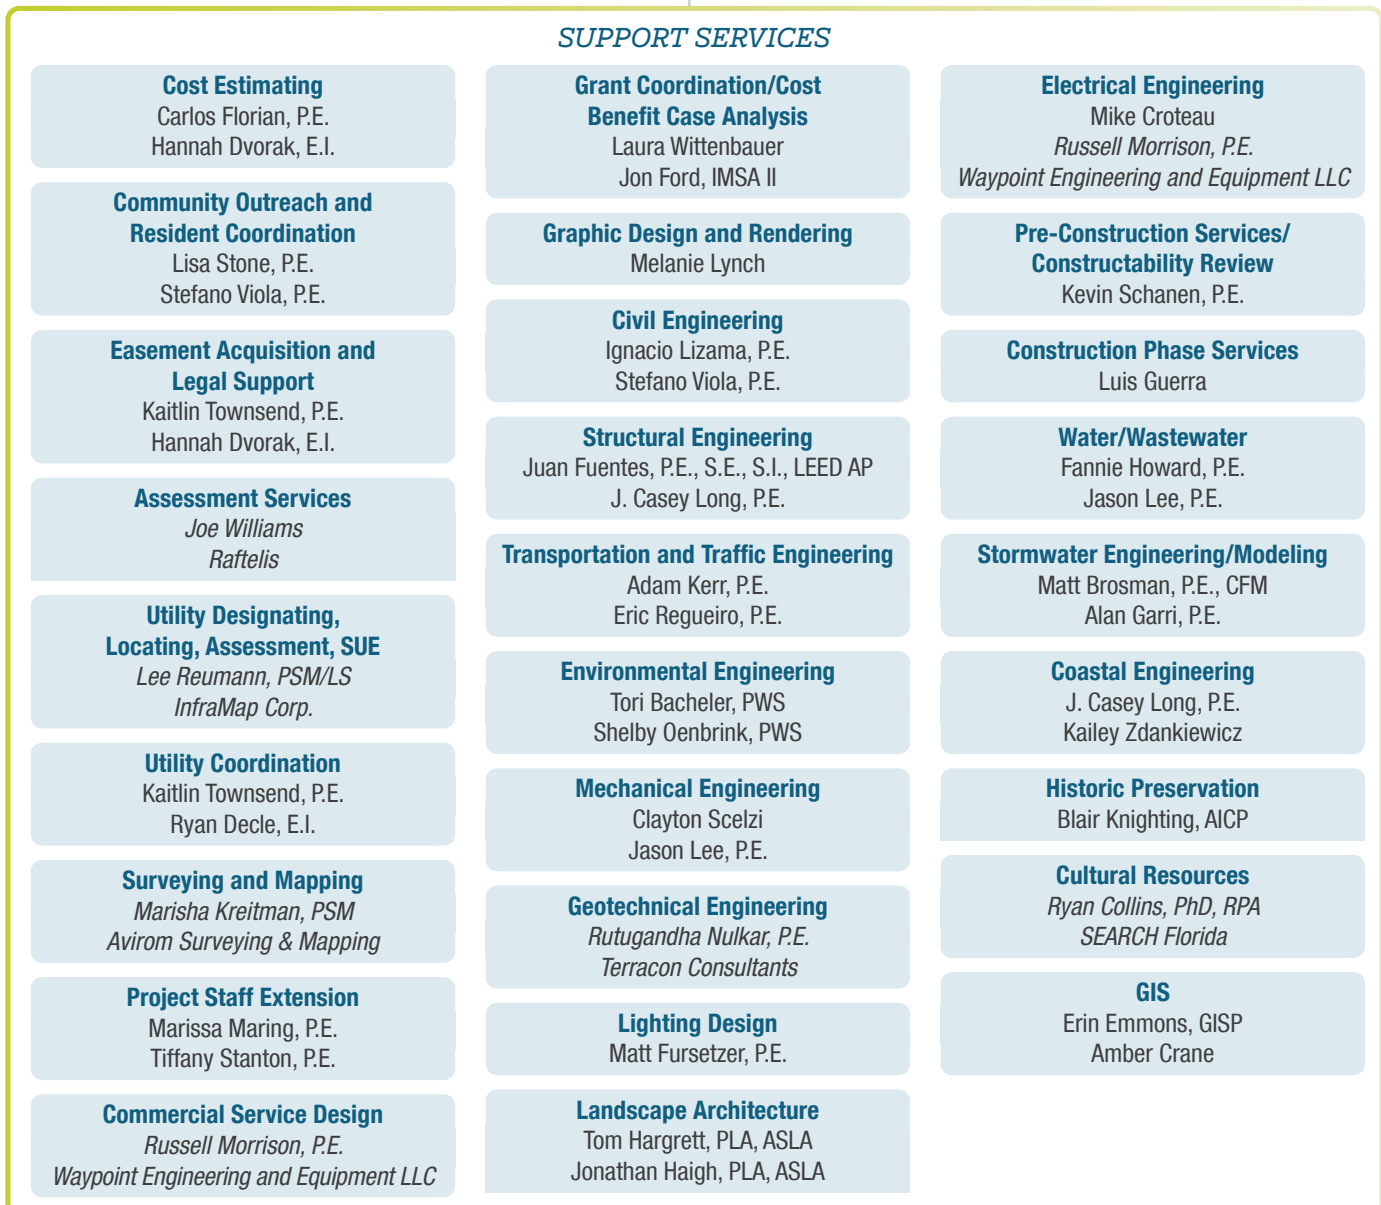 SUPPORT SERVICES
Cost Estimating
Carlos Florian, P.E.
Hannah Dvorak, E.I.
Community Outreach and
Resident Coordination
Lisa Stone, P.E.
Stefano Viola, P.E.
Easement Acquisition and
Legal Support
Kaitlin Townsend, P.E.
Hannah Dvorak, E.I.
Assessment Services
Joe Williams
Raftelis
Utility Designating,
Locating, Assessment, SUE
Lee Reumann, PSM/LS
InfraMap Corp.
Utility Coordination
Kaitlin Townsend, P.E.
Ryan Decle, E.I.
Surveying and Mapping
Marisha Kreitman, PSM
Avirom Surveying & Mapping
Project Staff Extension
Marissa Maring, P.E.
Tiffany Stanton, P.E.
Commercial Service Design
Russell Morrison, P.E.
Waypoint Engineering and Equipment LLC
Grant Coordination/Cost
Benefit Case Analysis
Laura Wittenbauer
Jon Ford, IMSA II
Graphic Design and Rendering
Melanie Lynch
Civil Engineering
Ignacio Lizama, P.E.
Stefano Viola, P.E.
Structural Engineering
Juan Fuentes, P.E., S.E., S.I., LEED AP
J. Casey Long, P.E.
Transportation and Traffic Engineering
Adam Kerr, P.E.
Eric Regueiro, P.E.
Environmental Engineering
Tori Bacheler, PWS
Shelby Oenbrink, PWS
Mechanical Engineering
Clayton Scelzi
Jason Lee, P.E.
Geotechnical Engineering
Rutugandha Nulkar, P.E.
Terracon Consultants
Lighting Design
Matt Fursetzer, P.E.
Landscape Architecture
Tom Hargrett, PLA, ASLA
Jonathan Haigh, PLA, ASLA
Electrical Engineering
Mike Croteau
Russell Morrison, P.E.
Waypoint Engineering and Equipment LLC
Pre-Construction Services/
Constructability Review
Kevin Schanen, P.E.
Construction Phase Services
Luis Guerra
Water/Wastewater
Fannie Howard, P.E.
Jason Lee, P.E.
Stormwater Engineering/Modeling
Matt Brosman, P.E., CFM
Alan Garri, P.E.
Coastal Engineering
J. Casey Long, P.E.
Kailey Zdankiewicz
Historic Preservation
Blair Knighting, AICP
Cultural Resources
Ryan Collins, PhD, RPA
SEARCH Florida
GIS
Erin Emmons, GISP
Amber Crane